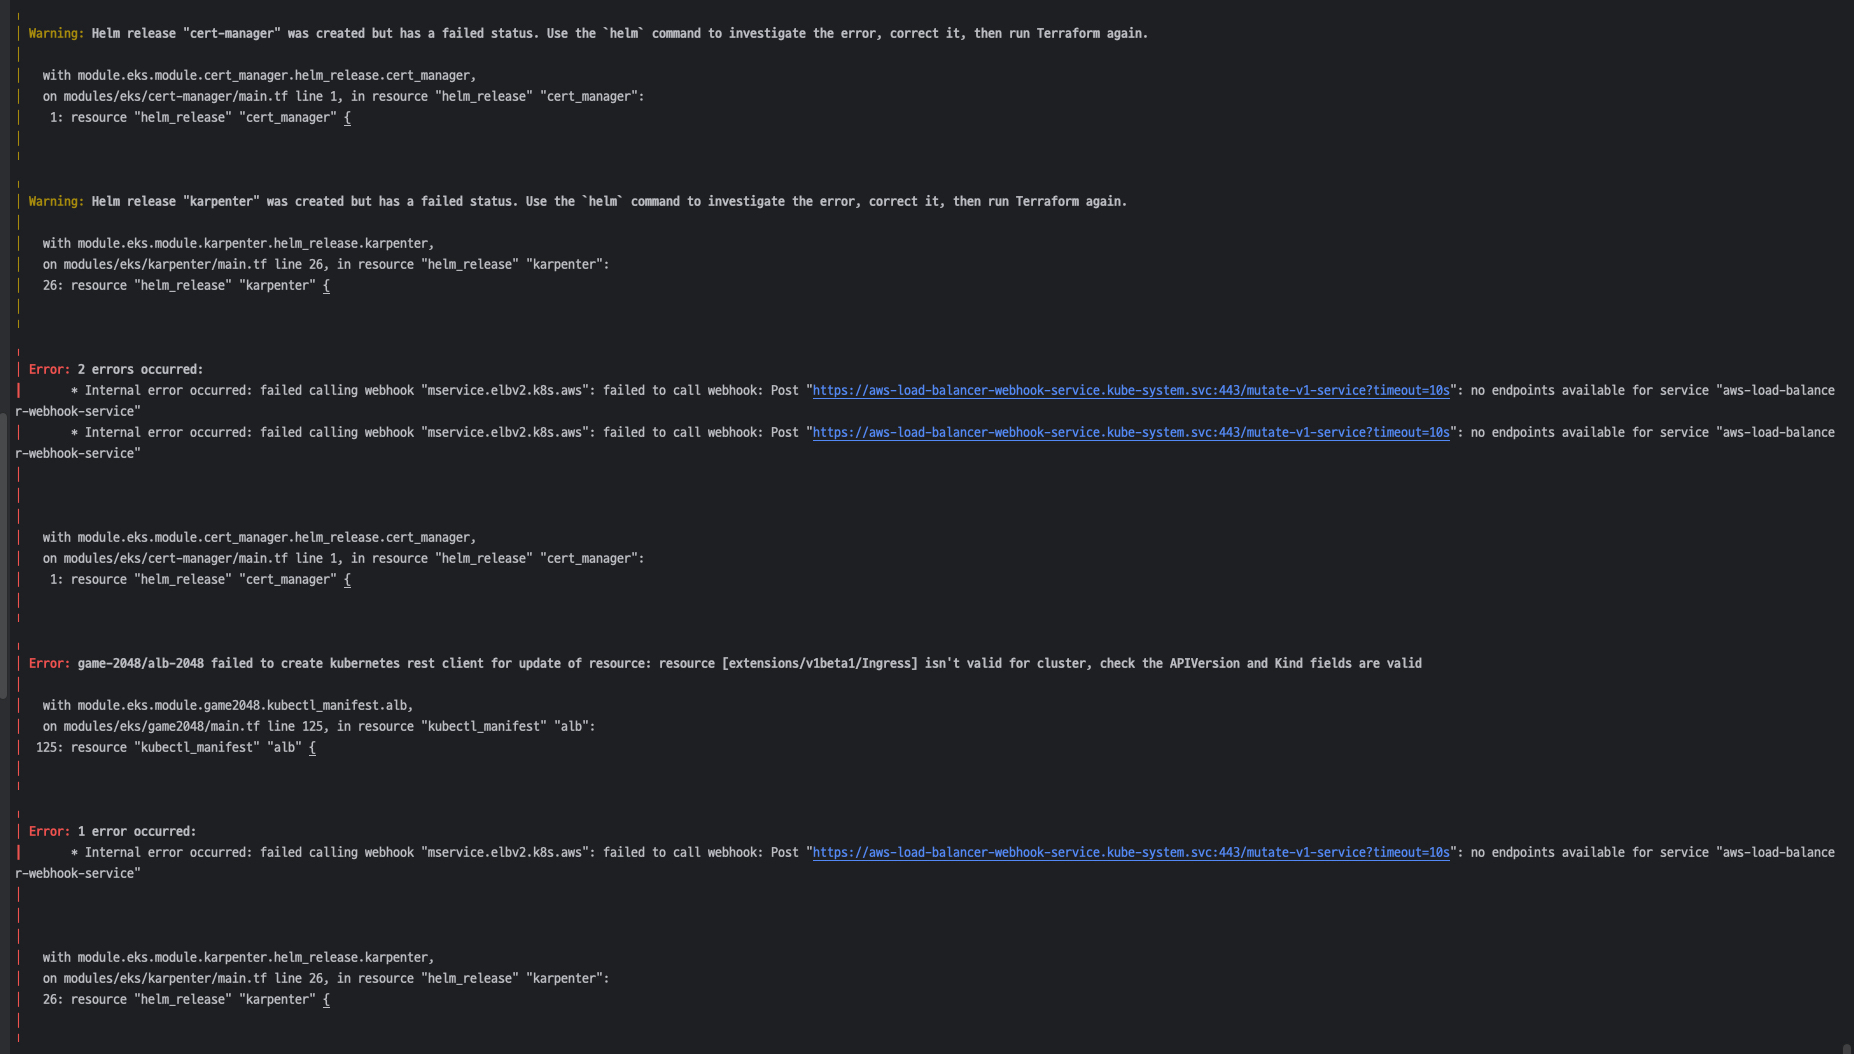 Warning: Helm release "cert-manager" was created but has a failed status. Use the `helm` command to investigate the error, correct it, then run Terraform again.
with module.eks.module.cert_manager.helm_release.cert_manager,
on modules/eks/cert-manager/main.tf line 1, in resource "helm_release" "cert_manager":
1: resource "helm_release" "cert_manager" {
Warning: Helm release "karpenter" was created but has a failed status. Use the `helm` command to investigate the error, correct it, then run Terraform again.
with module.eks.module.karpenter.helm_release.karpenter,
on modules/eks/karpenter/main.tf line 26, in resource "helm_release" "karpenter":
26: resource "helm_release" "karpenter" {
Error: 2 errors occurred:
* Internal error occurred: failed calling webhook "mservice.elbv2.k8s.aws": failed to call webhook: Post "https://aws-load-balancer-webhook-service.kube-system.svc:443/mutate-v1-service?timeout=10s": no endpoints available for service "aws-load-balance
r-webhook-service"
* Internal error occurred: failed calling webhook "mservice.elbv2.k8s.aws": failed to call webhook: Post "https://aws-load-balancer-webhook-service.kube-system.svc:443/mutate-v1-service?timeout=10s": no endpoints available for service "aws-load-balance
r-webhook-service"
with module.eks.module.cert_manager.helm_release.cert_manager,
on modules/eks/cert-manager/main.tf line 1, in resource "helm_release" "cert_manager":
1: resource "helm_release" "cert_manager" {
Error: game-2048/alb-2048 failed to create kubernetes rest client for update of resource: resource [extensions/v1beta1/Ingress] isn't valid for cluster, check the APIVersion and Kind fields are valid
with module.eks.module.game2048.kubectl_manifest.alb,
on modules/eks/game2048/main.tf line 125, in resource "kubectl_manifest" "alb":
125: resource "kubectl_manifest" "alb" {
Error: 1 error occurred:
* Internal error occurred: failed calling webhook "mservice.elbv2.k8s.aws": failed to call webhook: Post "https://aws-load-balancer-webhook-service.kube-system.svc:443/mutate-v1-service?timeout=10s": no endpoints available for service "aws-load-balance
r-webhook-service"
with module.eks.module.karpenter.helm_release.karpenter,
on modules/eks/karpenter/main.tf line 26, in resource "helm_release" "karpenter":
26: resource "helm_release" "karpenter" {